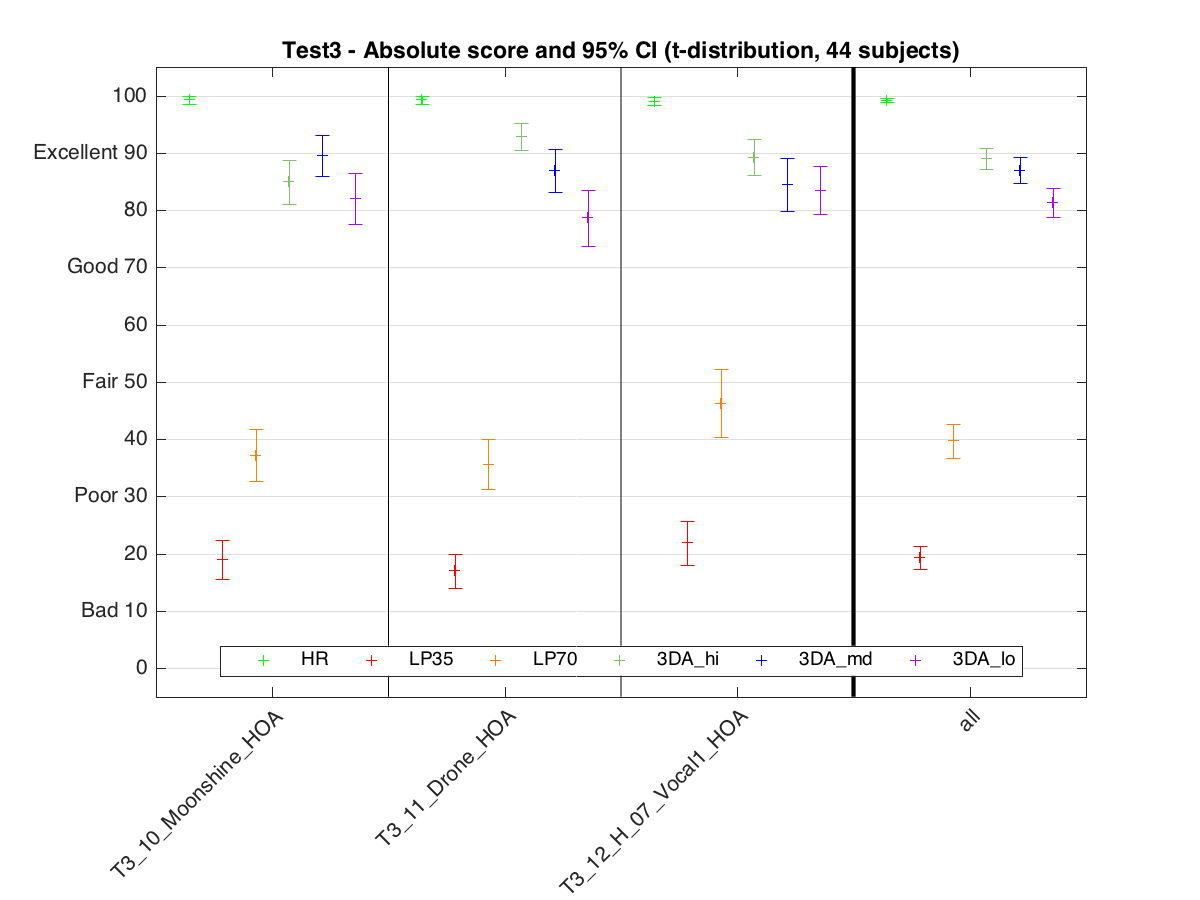 Test3 - Absolute score and 95% CI (t-distribution, 44 subjects)
100
Excellent 90
80
Good 70
60
Fair 50
40
Poor 30
20
Bad 10
0
HR LP35 LP70 3DA_hi 3DA_md 3DA_lo
T3_10_Moonshine_HOA
T3_11_Drone_HOA
T3_12_H_07_Vocal1_HOA
all